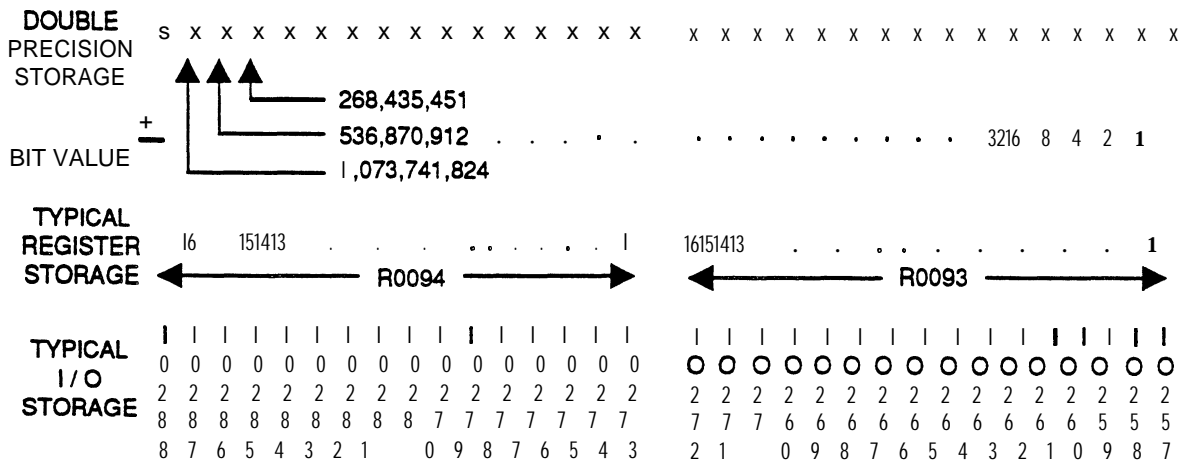 DOUBLE PRECISION STORAGE
s x x x x x x x x x x x x x x x x x x x x x x x x x x x x x x x
268,435,451
536,870,912 . . . . . . . . . . . . . . 3216 8 4 2 1
I ,073,741,824
+
−
BIT VALUE
TYPICAL REGISTER STORAGE
I6 151413 . . . . . . . . . I 16151413 . . . . . . . . . . 1
R0094 R0093
TYPICAL I / O STORAGE
I I I I I I I I I I I I I I I I I I I I I I I I I I I I I I I I
0 0 0 0 0 0 0 0 0 0 0 0 0 0 0 0 O O O O O O O O O O O O O O O O
2 2 2 2 2 2 2 2 2 2 2 2 2 2 2 2 2 2 2 2 2 2 2 2 2 2 2 2 2 2 2 2
8 8 8 8 8 8 8 8 8 7 7 7 7 7 7 7 7 7 7 6 6 6 6 6 6 6 6 6 6 5 5 5
8 7 6 5 4 3 2 1 0 9 8 7 6 5 4 3 2 1 0 9 8 7 6 5 4 3 2 1 0 9 8 7